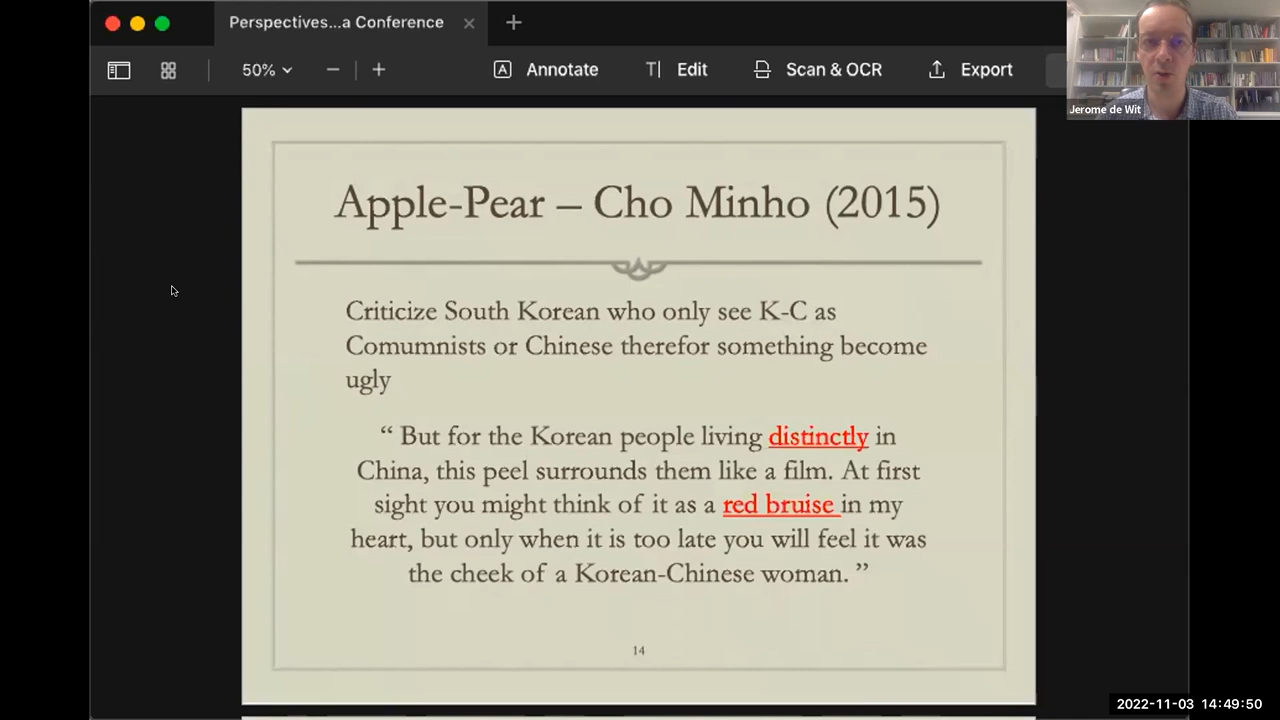 Perspectives...a Conference
50%
Annotate
Edit
Scan & OCR
Export
Jerome de Wit
Apple-Pear – Cho Minho (2015)
Criticize South Korean who only see K-C as
Comumnists or Chinese therefor something become
ugly
“ But for the Korean people living distinctly in
China, this peel surrounds them like a film. At first
sight you might think of it as a red bruise in my
heart, but only when it is too late you will feel it was
the cheek of a Korean-Chinese woman. ”
14
2022-11-03 14:49:50